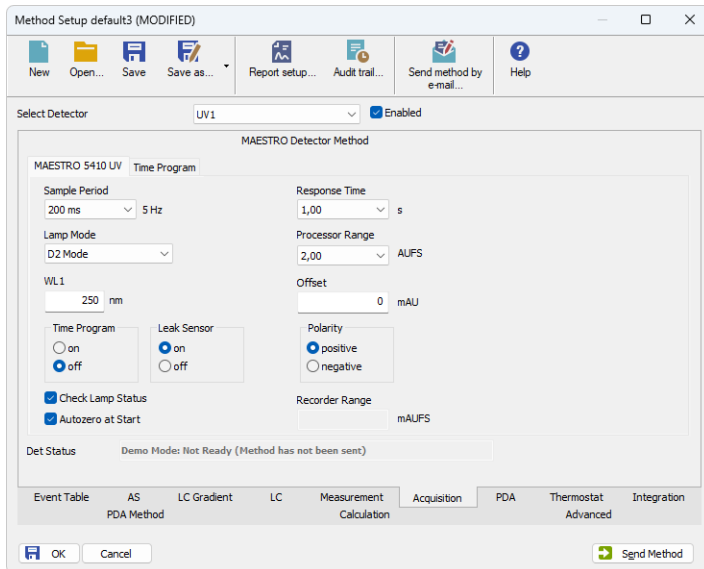 Method Setup default3 (MODIFIED)
New Open... Save Save as... Report setup... Audit trail... Send method by e-mail... Help
Select Detector UV1 Enabled
MAESTRO Detector Method
MAESTRO 5410 UV Time Program
Sample Period Response Time
200 ms 5 Hz 1,00 s
Lamp Mode Processor Range
D2 Mode 2,00 AUFS
WL1 Offset
250 nm 0 mAU
Time Program Leak Sensor Polarity
on on positive
off off negative
Check Lamp Status Recorder Range
Autozero at Start mAUFS
Det Status Demo Mode: Not Ready (Method has not been sent)
Event Table AS LC Gradient LC Measurement Acquisition PDA Thermostat Integration
PDA Method Calculation Advanced
OK Cancel Send Method